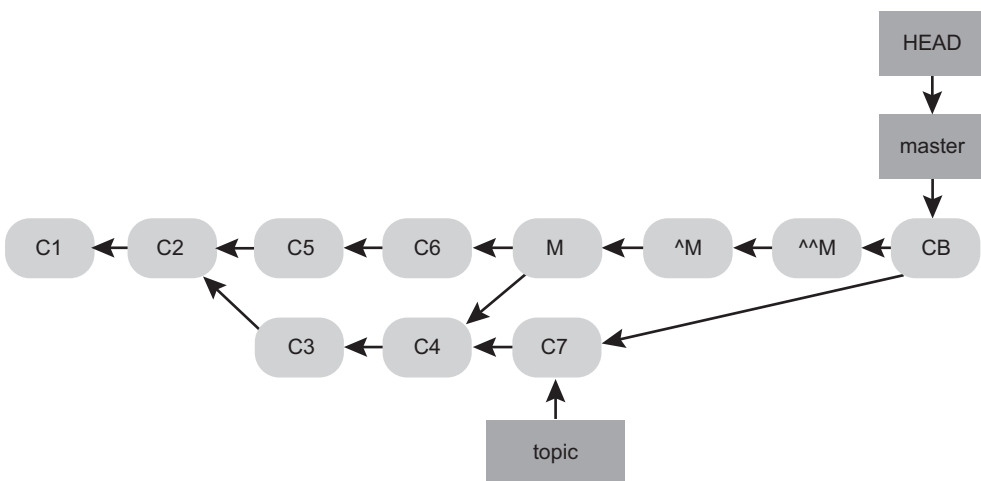 HEAD
master
C1 C2 C5 C6 M ^M ^^M CB
C3 C4 C7
topic